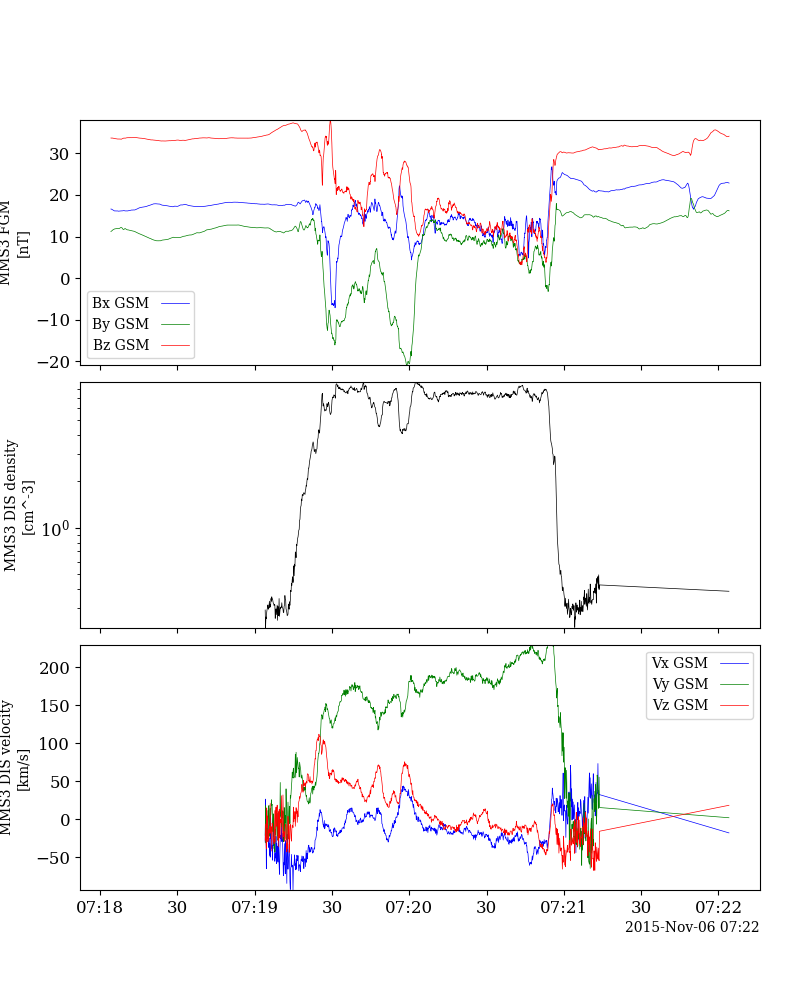 MMS3 FGM
[nT]
30
20
10
0
−10
−20
Bx GSM
By GSM
Bz GSM
MMS3 DIS density
[cm^-3]
10^0
MMS3 DIS velocity
[km/s]
200
150
100
50
0
−50
Vx GSM
Vy GSM
Vz GSM
07:18 30 07:19 30 07:20 30 07:21 30 07:22
2015-Nov-06 07:22